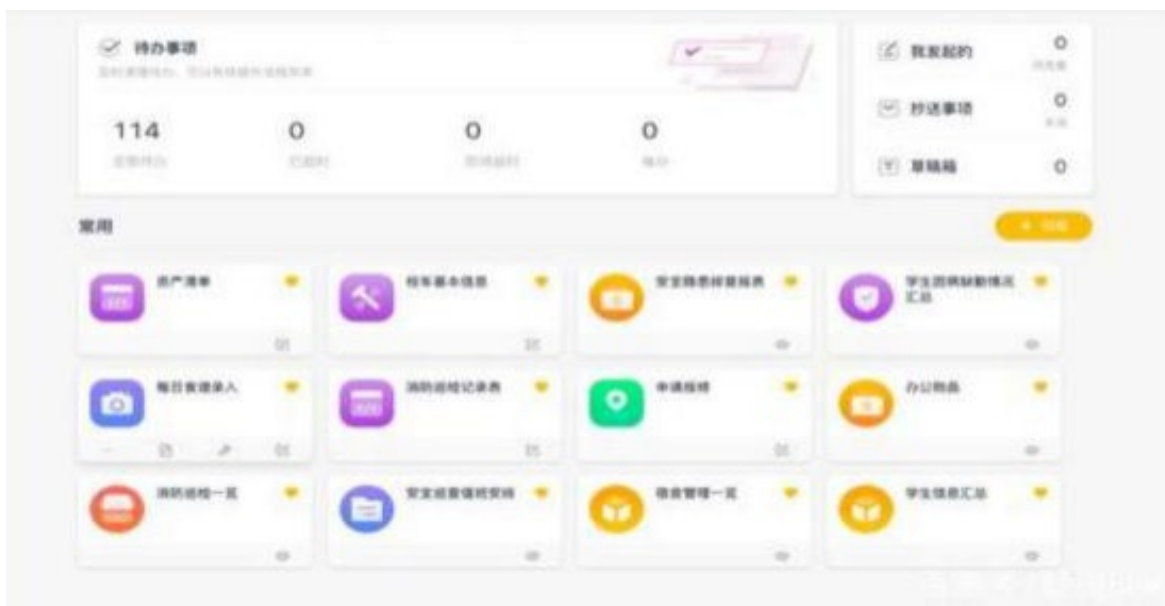 待办事项
114
0
0
0
我发起的
0
抄送事项
0
草稿箱
0
常用
资产清单
校车基本信息
安全隐患排查报表
学生因病缺勤情况
汇总
每日食谱录入
消防巡检记录表
申请报修
办公物品
消防巡检一览
安全巡查值班安排
宿舍管理一览
学生信息汇总